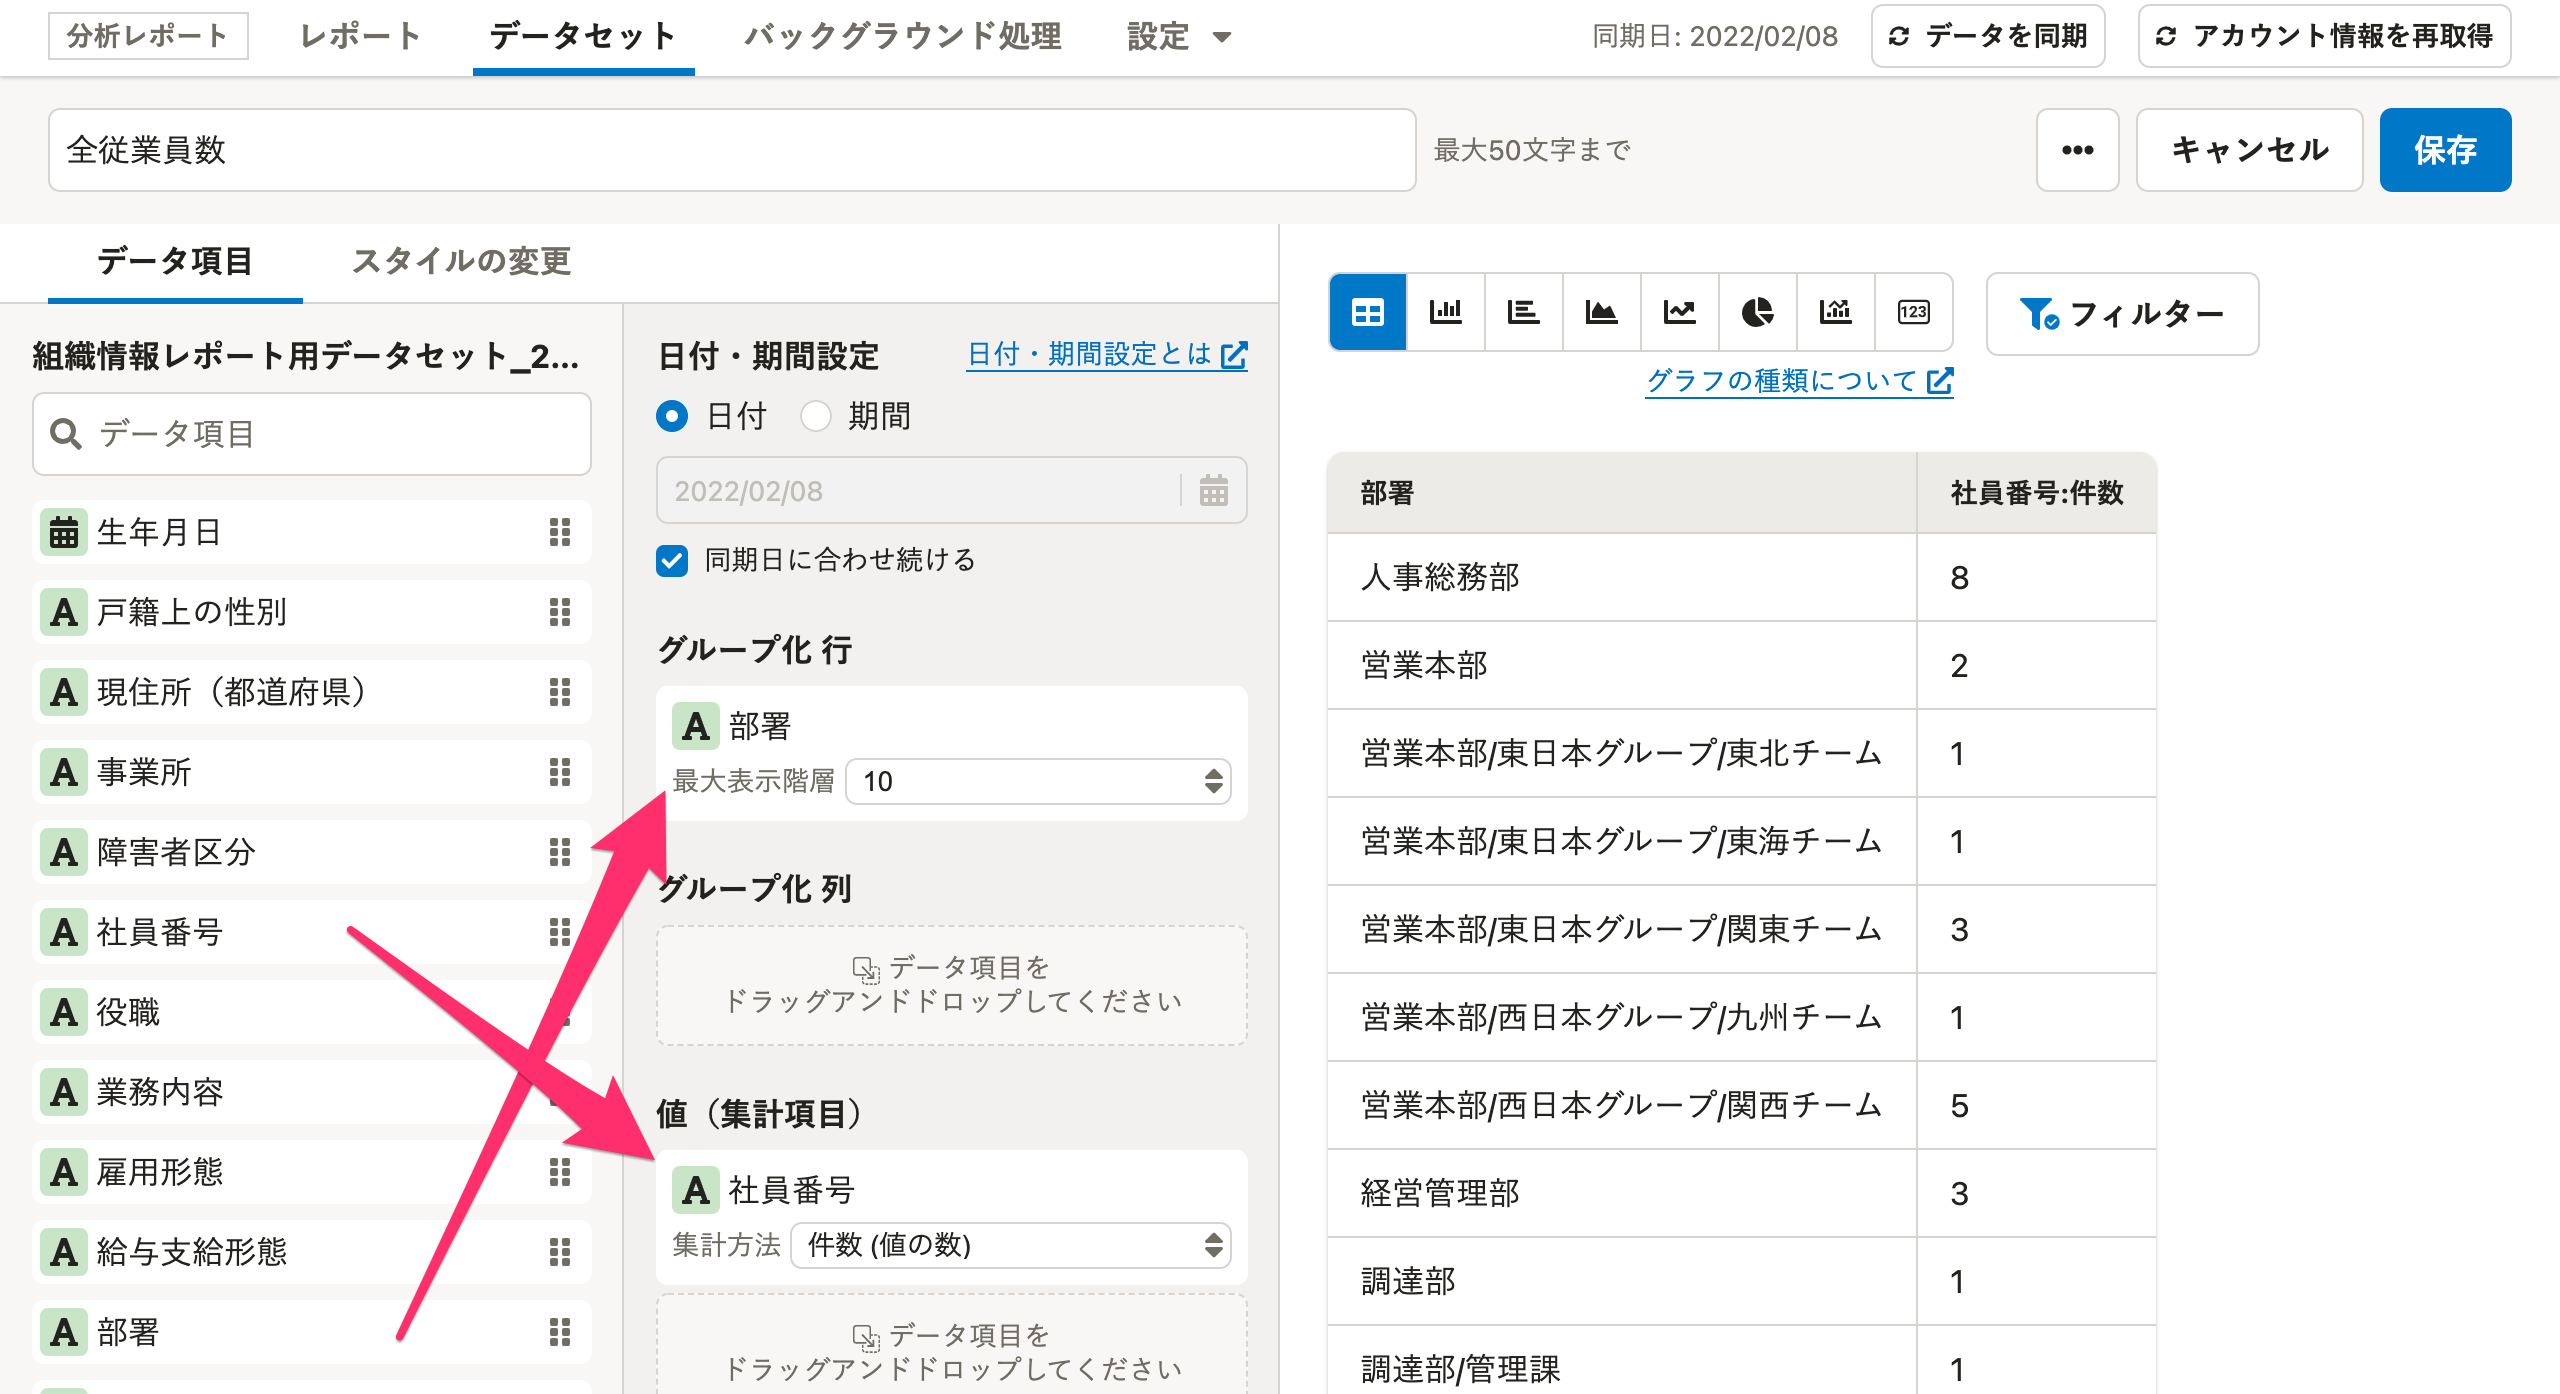 分析レポート
レポート
データセット
バックグラウンド処理
設定
同期日: 2022/02/08
データを同期
アカウント情報を再取得
全従業員数
最大50文字まで
キャンセル
保存
データ項目
スタイルの変更
組織情報レポート用データセット_2...
データ項目
生年月日
戸籍上の性別
現住所（都道府県）
事業所
障害者区分
社員番号
役職
業務内容
雇用形態
給与支給形態
部署
日付・期間設定
日付・期間設定とは
日付
期間
2022/02/08
同期日に合わせ続ける
グループ化 行
部署
最大表示階層
10
グループ化 列
データ項目を
ドラッグアンドドロップしてください
値（集計項目）
社員番号
集計方法
件数 (値の数)
データ項目を
ドラッグアンドドロップしてください
フィルター
グラフの種類について
部署 社員番号:件数
人事総務部 8
営業本部 2
営業本部/東日本グループ/東北チーム 1
営業本部/東日本グループ/東海チーム 1
営業本部/東日本グループ/関東チーム 3
営業本部/西日本グループ/九州チーム 1
営業本部/西日本グループ/関西チーム 5
経営管理部 3
調達部 1
調達部/管理課 1